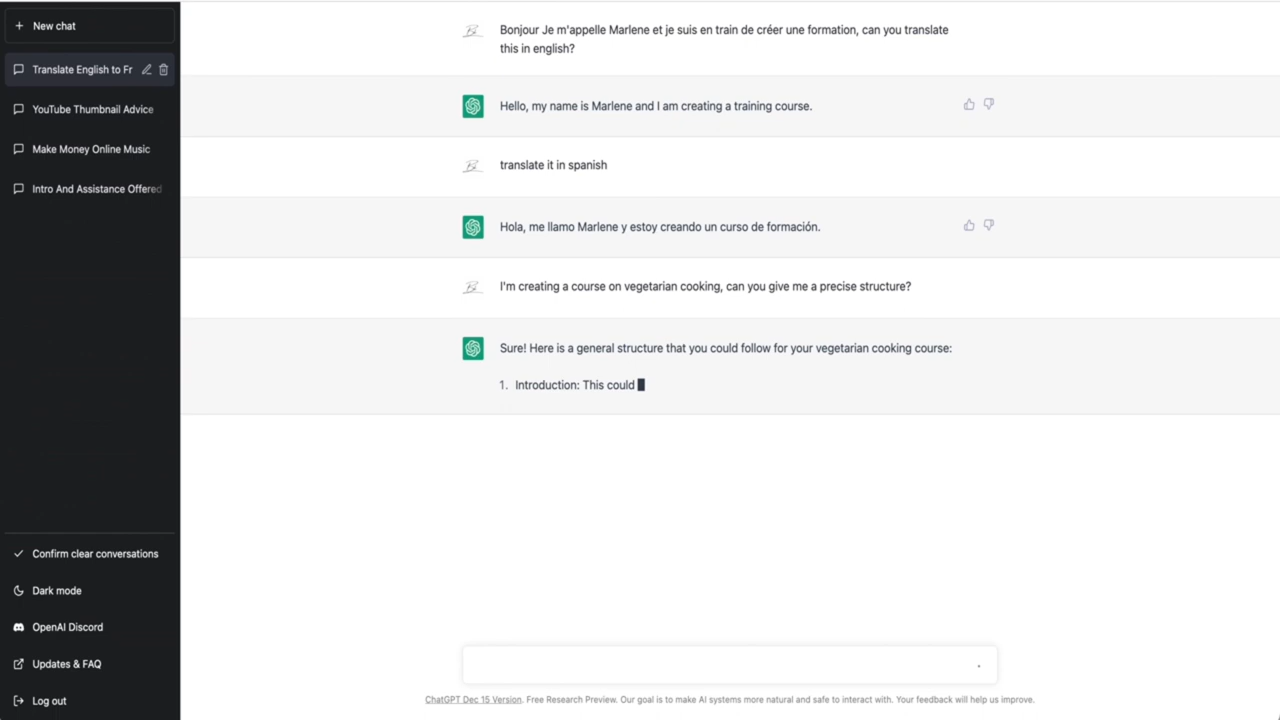 New chat
Translate English to Fr
YouTube Thumbnail Advice
Make Money Online Music
Intro And Assistance Offered
Confirm clear conversations
Dark mode
OpenAI Discord
Updates & FAQ
Log out
Bonjour Je m'appelle Marlene et je suis en train de créer une formation, can you translate
this in english?
Hello, my name is Marlene and I am creating a training course.
translate it in spanish
Hola, me llamo Marlene y estoy creando un curso de formación.
I'm creating a course on vegetarian cooking, can you give me a precise structure?
Sure! Here is a general structure that you could follow for your vegetarian cooking course:
1. Introduction: This could
ChatGPT Dec 15 Version. Free Research Preview. Our goal is to make AI systems more natural and safe to interact with. Your feedback will help us improve.